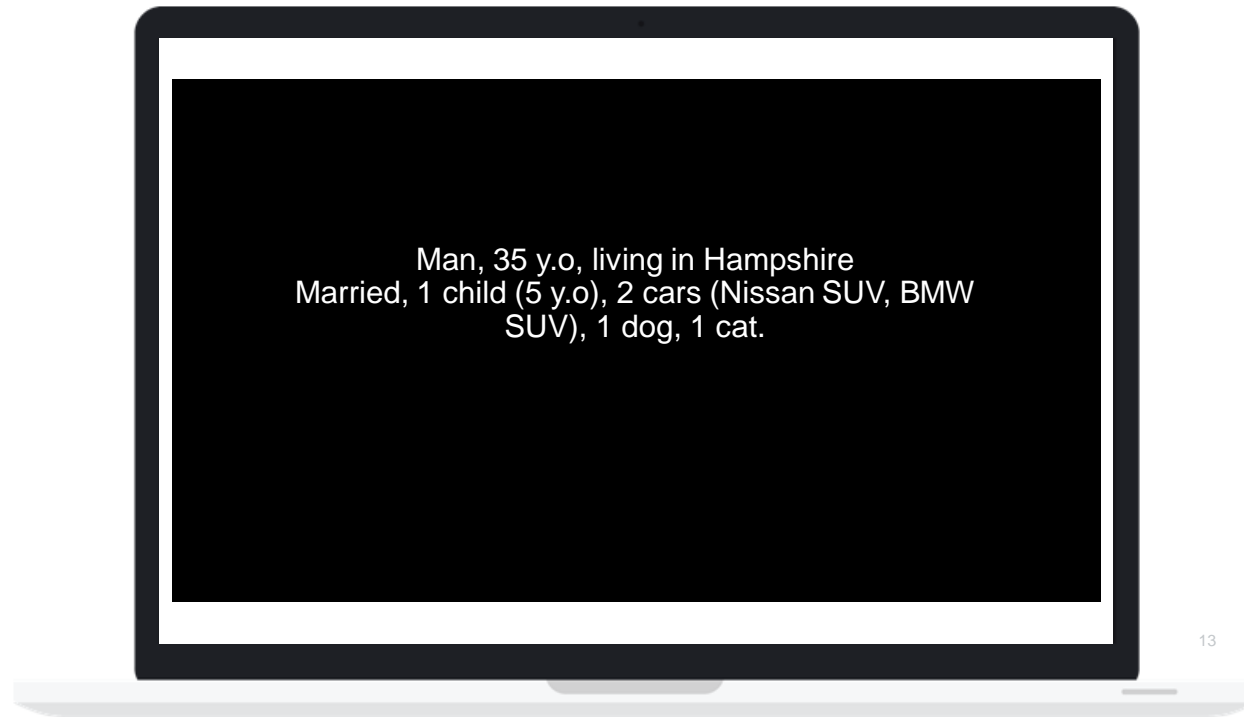 Man, 35 y.o, living in Hampshire
Married, 1 child (5 y.o), 2 cars (Nissan SUV, BMW
SUV), 1 dog, 1 cat.
13